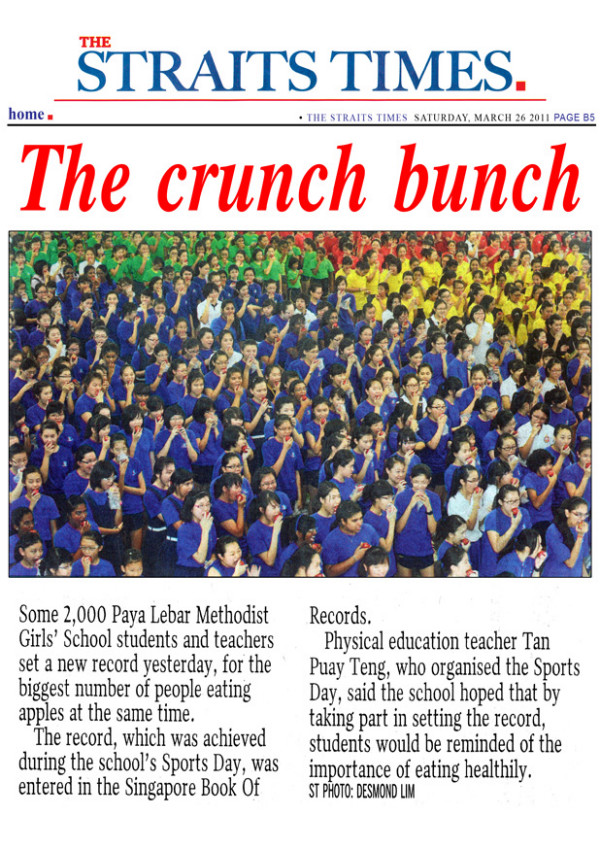 THE
STRAITS TIMES.
home.
• THE STRAITS TIMES SATURDAY, MARCH 26 2011 PAGE B5
The crunch bunch
Some 2,000 Paya Lebar Methodist
Girls' School students and teachers
set a new record yesterday, for the
biggest number of people eating
apples at the same time.
The record, which was achieved
during the school's Sports Day, was
entered in the Singapore Book Of
Records.
Physical education teacher Tan
Puay Teng, who organised the Sports
Day, said the school hoped that by
taking part in setting the record,
students would be reminded of the
importance of eating healthily.
ST PHOTO: DESMOND LIM